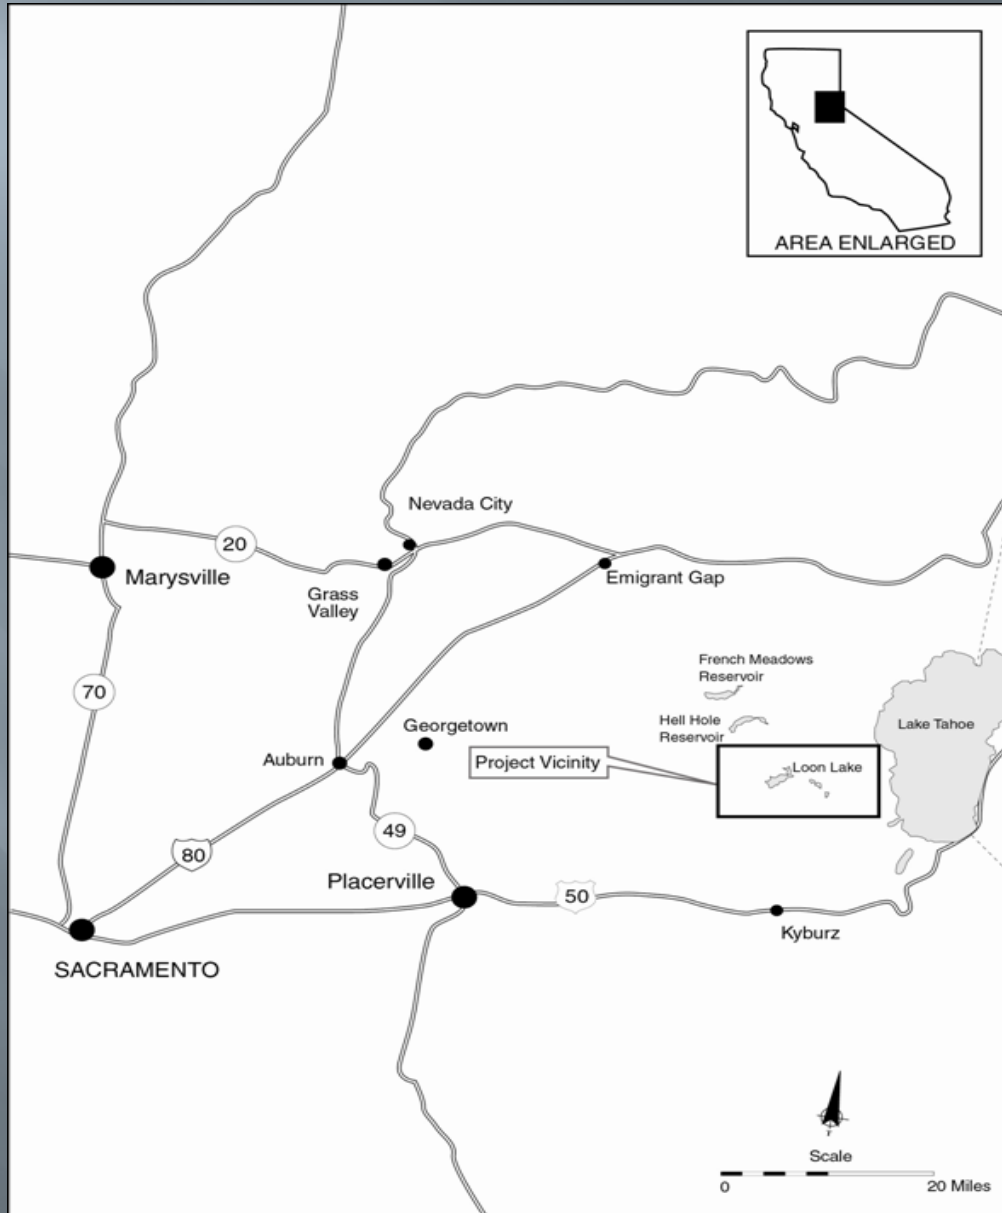 AREA ENLARGED
Nevada City
20
Marysville
Grass
Valley
Emigrant Gap
French Meadows
Reservoir
70
Hell Hole
Reservoir
Lake Tahoe
Georgetown
Auburn
Project Vicinity
Loon Lake
49
80
Placerville
50
Kyburz
SACRAMENTO
Scale
0
20 Miles